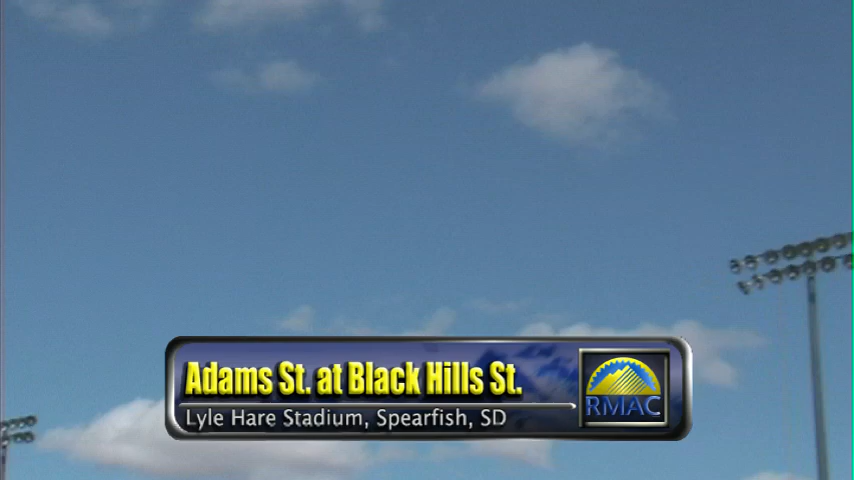 Adams St. at Black Hills St.
Lyle Hare Stadium, Spearfish, SD
RMAC